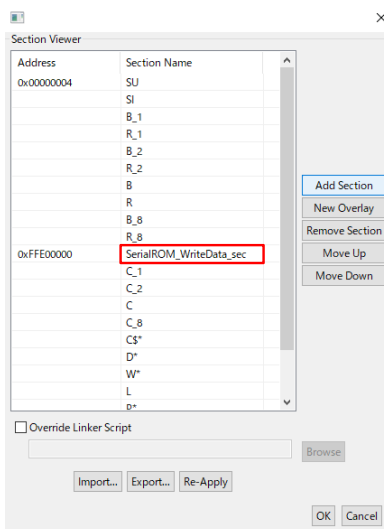 Section Viewer
Address Section Name
0x00000004 SU
SI
B_1
R_1
B_2
R_2
B
R
B_8
R_8
0xFFE00000 SerialROM_WriteData_sec
C_1
C_2
C
C_8
C$*
D*
W*
L
P*
Add Section
New Overlay
Remove Section
Move Up
Move Down
Override Linker Script
Browse
Import... Export... Re-Apply
OK Cancel